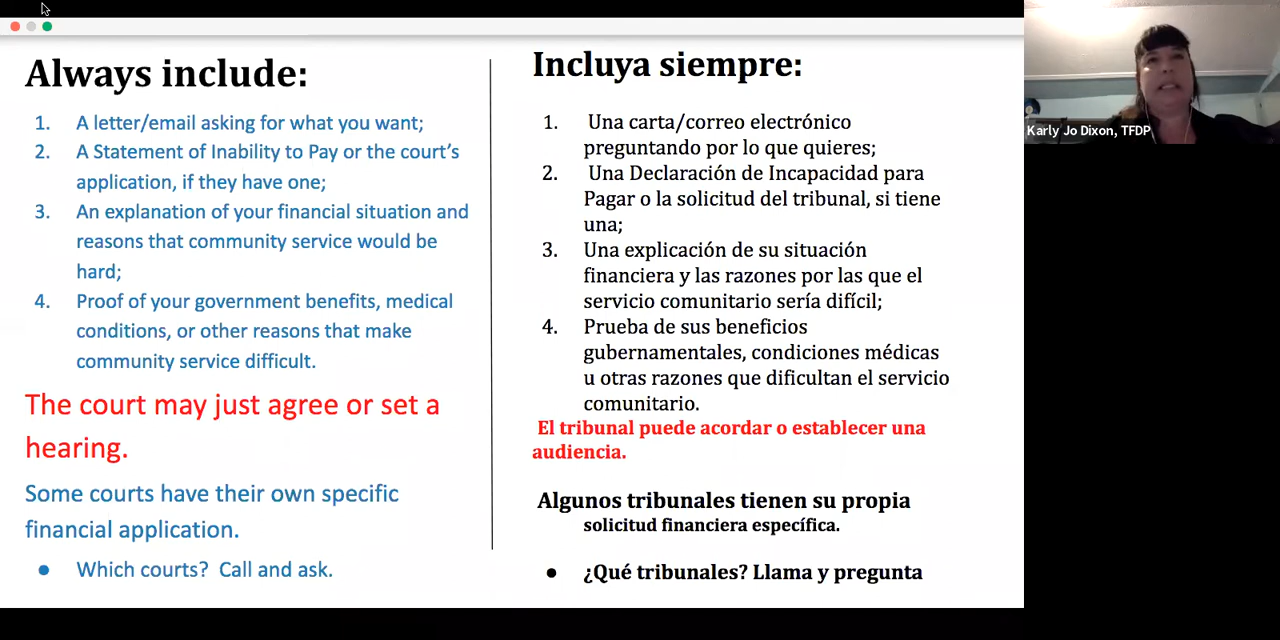 Always include:
1. A letter/email asking for what you want;
2. A Statement of Inability to Pay or the court's
application, if they have one;
3. An explanation of your financial situation and
reasons that community service would be
hard;
4. Proof of your government benefits, medical
conditions, or other reasons that make
community service difficult.
The court may just agree or set a
hearing.
Some courts have their own specific
financial application.
● Which courts? Call and ask.
Incluya siempre:
1. Una carta/correo electrónico
preguntando por lo que quieres;
2. Una Declaración de Incapacidad para
Pagar o la solicitud del tribunal, si tiene
una;
3. Una explicación de su situación
financiera y las razones por las que el
servicio comunitario sería difícil;
4. Prueba de sus beneficios
gubernamentales, condiciones médicas
u otras razones que dificultan el servicio
comunitario.
El tribunal puede acordar o establecer una
audiencia.
Algunos tribunales tienen su propia
solicitud financiera específica.
● ¿Qué tribunales? Llama y pregunta
Karly Jo Dixon, TFDP